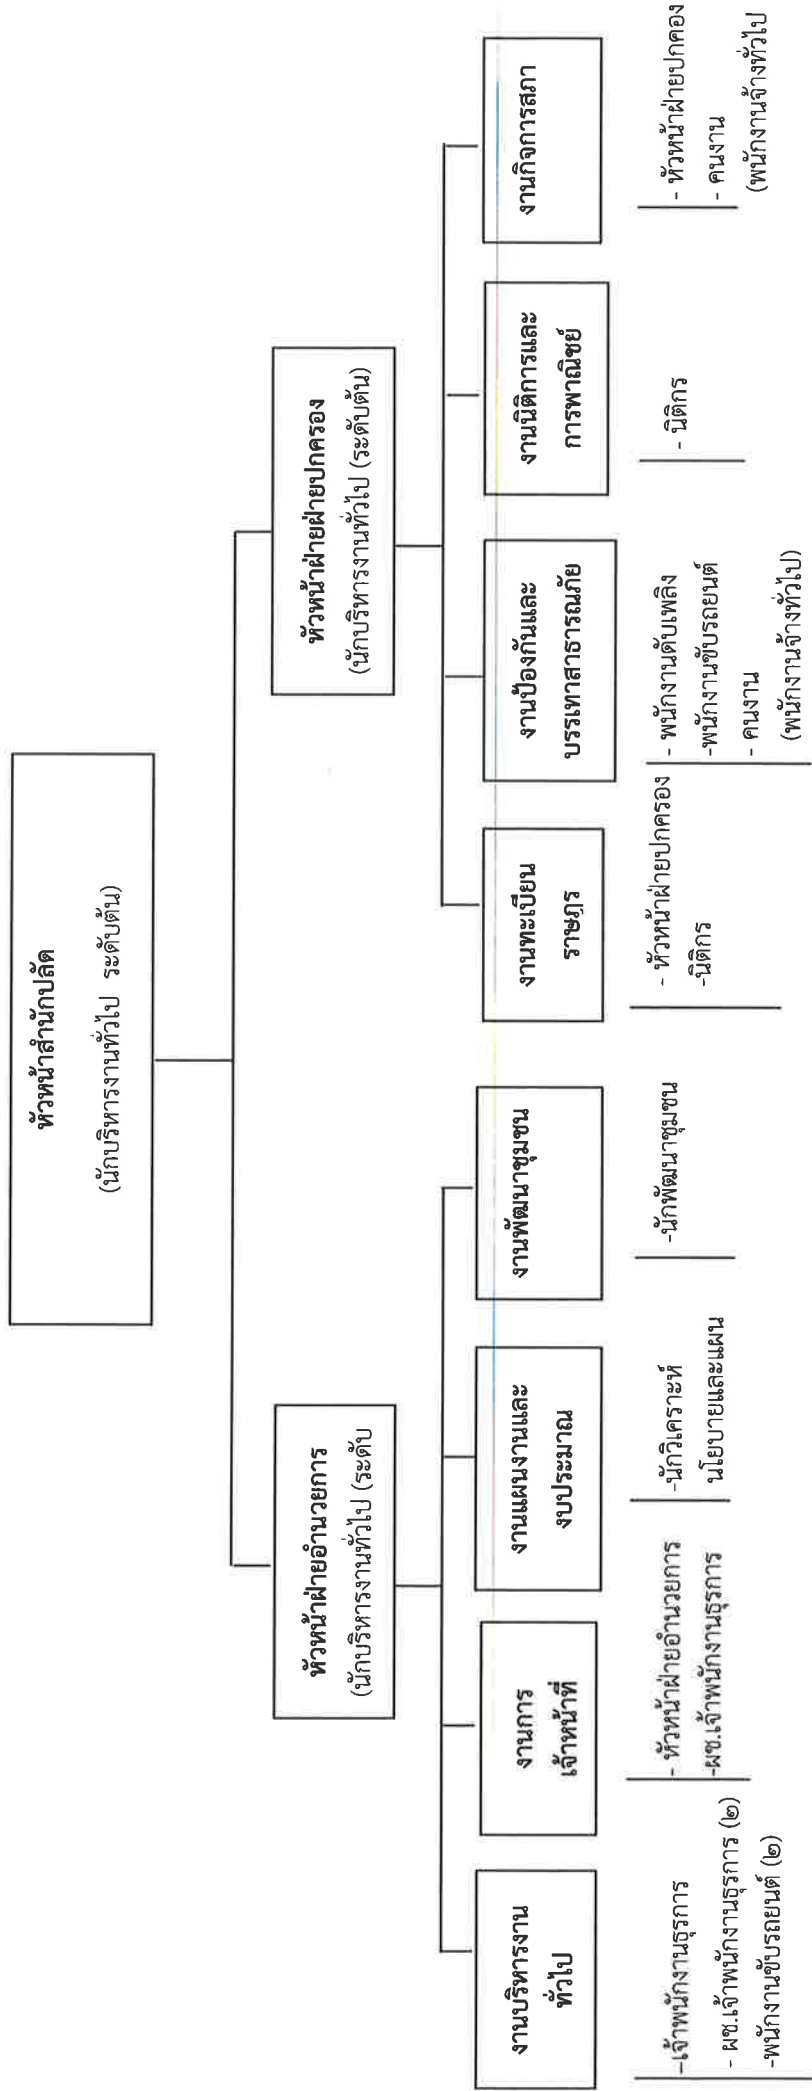 หัวหน้าสำนักปลัด
(นักบริหารงานทั่วไป ระดับต้น)
หัวหน้าฝ่ายอำนวยการ
(นักบริหารงานทั่วไป (ระดับ
หัวหน้าฝ่ายฝ่ายปกครอง
(นักบริหารงานทั่วไป (ระดับต้น)
งานบริหารงาน
ทั่วไป
งานการ
เจ้าหน้าที่
งานแผนงานและ
งบประมาณ
งานพัฒนาชุมชน
งานทะเบียน
ราษฎร
งานป้องกันและ
บรรเทาสาธารณภัย
งานนิติการและ
การพาณิชย์
งานกิจการสภา
-เจ้าพนักงานธุรการ
- ผช.เจ้าพนักงานธุรการ (๒)
-พนักงานขับรถยนต์ (๒)
- หัวหน้าฝ่ายอำนวยการ
-ผช.เจ้าพนักงานธุรการ
-นักวิเคราะห์
นโยบายและแผน
-นักพัฒนาชุมชน
- หัวหน้าฝ่ายปกครอง
-นิติกร
- พนักงานดับเพลิง
-พนักงานขับรถยนต์
- คนงาน
(พนักงานจ้างทั่วไป)
- นิติกร
- หัวหน้าฝ่ายปกคอง
- คนงาน
(พนักงานจ้างทั่วไป)